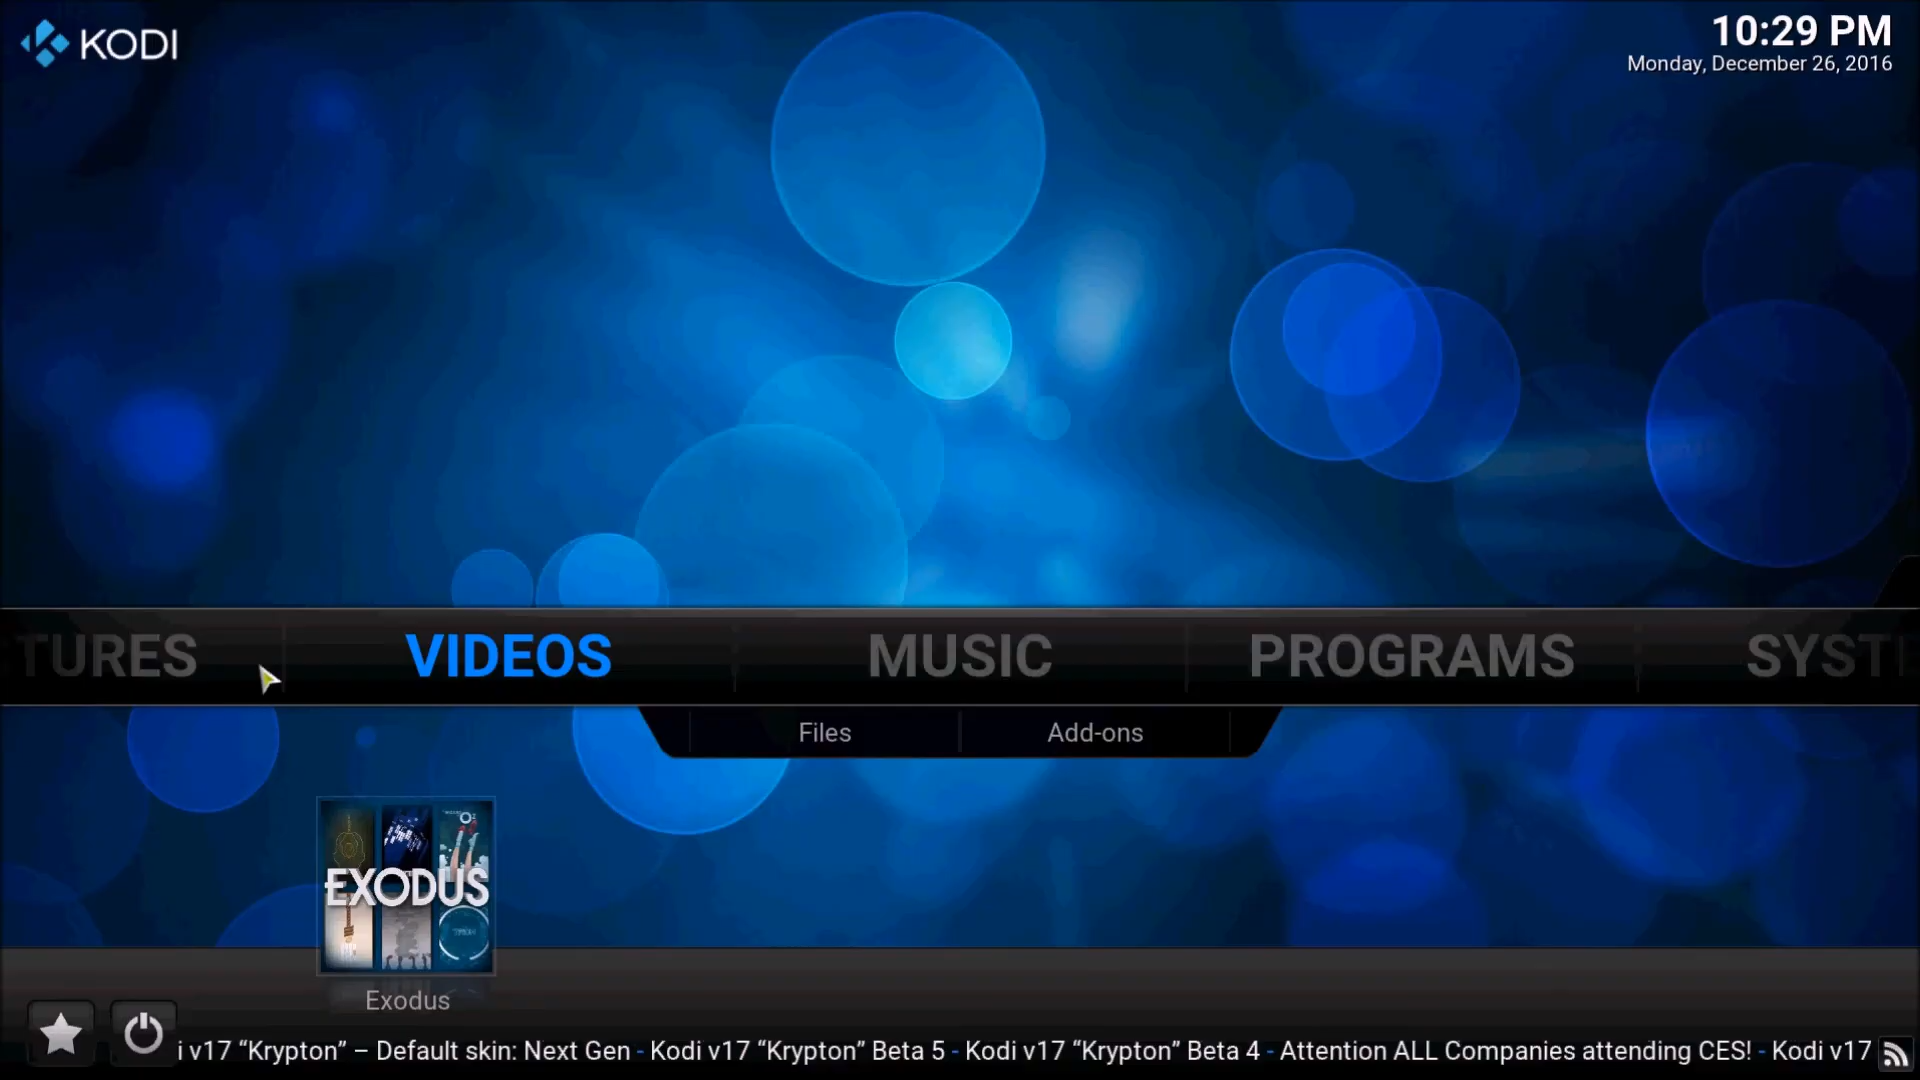 KODI
10:29 PM
Monday, December 26, 2016
TURES VIDEOS MUSIC PROGRAMS SYSTE
Files Add-ons
EXODUS
Exodus
i v17 “Krypton” – Default skin: Next Gen - Kodi v17 “Krypton” Beta 5 - Kodi v17 “Krypton” Beta 4 - Attention ALL Companies attending CES! - Kodi v17